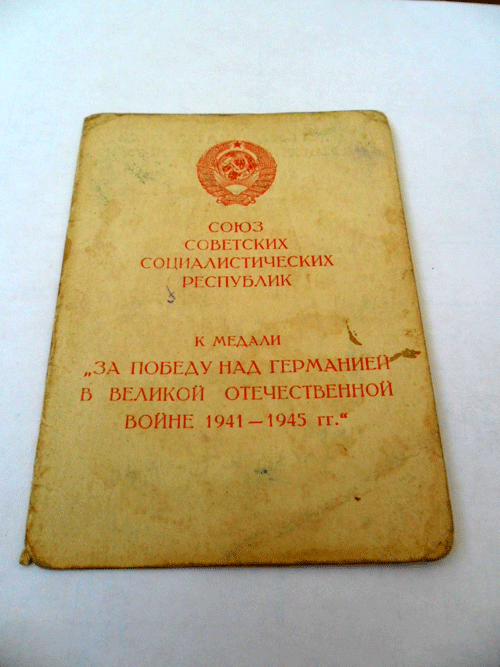 СОЮЗ
СОВЕТСКИХ
СОЦИАЛИСТИЧЕСКИХ
РЕСПУБЛИК
К МЕДАЛИ
„ЗА ПОБЕДУ НАД ГЕРМАНИЕЙ
В ВЕЛИКОЙ ОТЕЧЕСТВЕННОЙ
ВОЙНЕ 1941—1945 гг.“